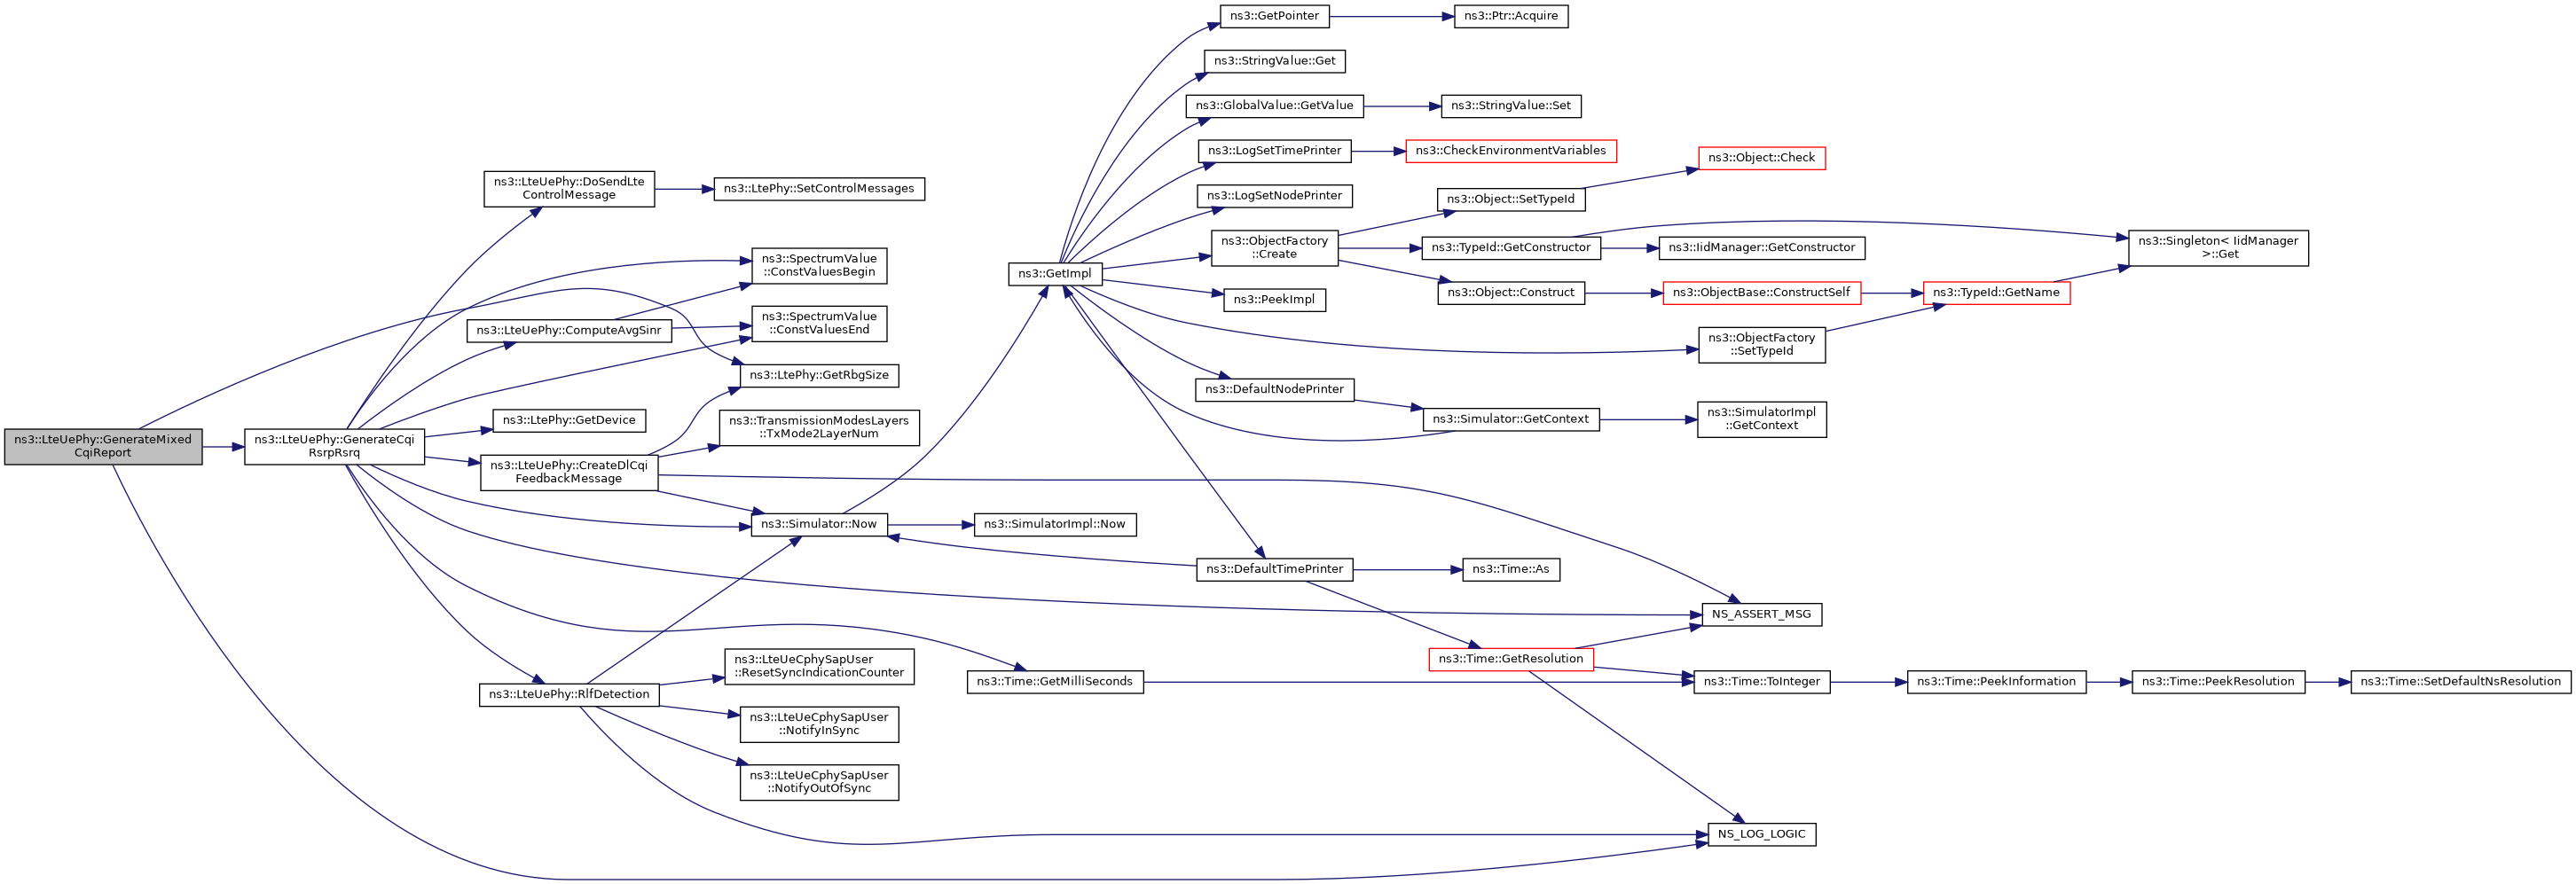 ns3::LteUePhy::GenerateMixed
CqiReport
ns3::LteUePhy::GenerateCqi
RsrpRsrq
ns3::LteUePhy::DoSendLte
ControlMessage
ns3::LtePhy::SetControlMessages
ns3::SpectrumValue
::ConstValuesBegin
ns3::LteUePhy::ComputeAvgSinr
ns3::SpectrumValue
::ConstValuesEnd
ns3::LtePhy::GetRbgSize
ns3::LtePhy::GetDevice
ns3::TransmissionModesLayers
::TxMode2LayerNum
ns3::LteUePhy::CreateDlCqi
FeedbackMessage
ns3::Simulator::Now
ns3::SimulatorImpl::Now
ns3::LteUePhy::RlfDetection
ns3::LteUeCphySapUser
::ResetSyncIndicationCounter
ns3::LteUeCphySapUser
::NotifyInSync
ns3::LteUeCphySapUser
::NotifyOutOfSync
ns3::Time::GetMilliSeconds
ns3::GetImpl
ns3::GetPointer
ns3::Ptr::Acquire
ns3::StringValue::Get
ns3::GlobalValue::GetValue
ns3::StringValue::Set
ns3::LogSetTimePrinter
ns3::CheckEnvironmentVariables
ns3::LogSetNodePrinter
ns3::ObjectFactory
::Create
ns3::Object::SetTypeId
ns3::Object::Check
ns3::TypeId::GetConstructor
ns3::IidManager::GetConstructor
ns3::Singleton< IidManager
>::Get
ns3::Object::Construct
ns3::ObjectBase::ConstructSelf
ns3::TypeId::GetName
ns3::PeekImpl
ns3::ObjectFactory
::SetTypeId
ns3::DefaultNodePrinter
ns3::Simulator::GetContext
ns3::SimulatorImpl
::GetContext
ns3::DefaultTimePrinter
ns3::Time::As
ns3::Time::GetResolution
NS_ASSERT_MSG
ns3::Time::ToInteger
ns3::Time::PeekInformation
ns3::Time::PeekResolution
ns3::Time::SetDefaultNsResolution
NS_LOG_LOGIC